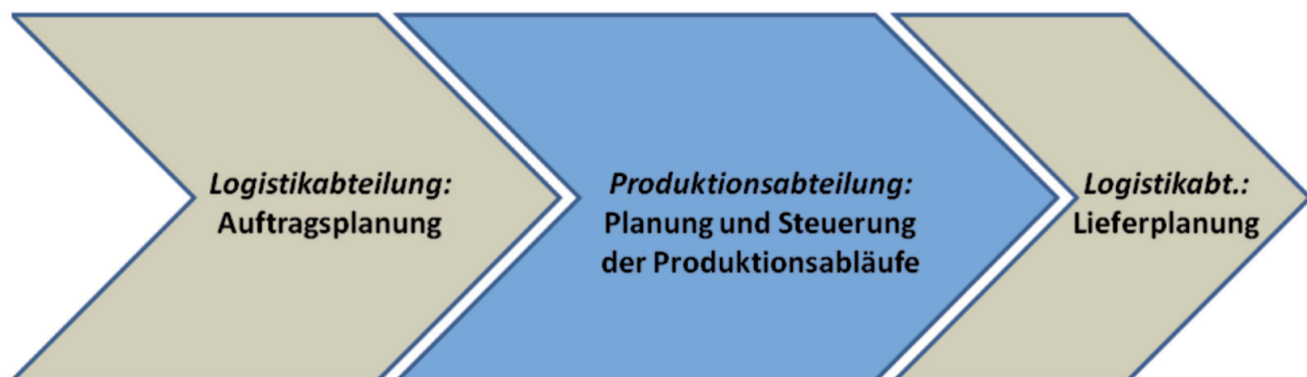 Logistikabteilung:
Auftragsplanung
Produktionsabteilung:
Planung und Steuerung
der Produktionsabläufe
Logistikabt.:
Lieferplanung